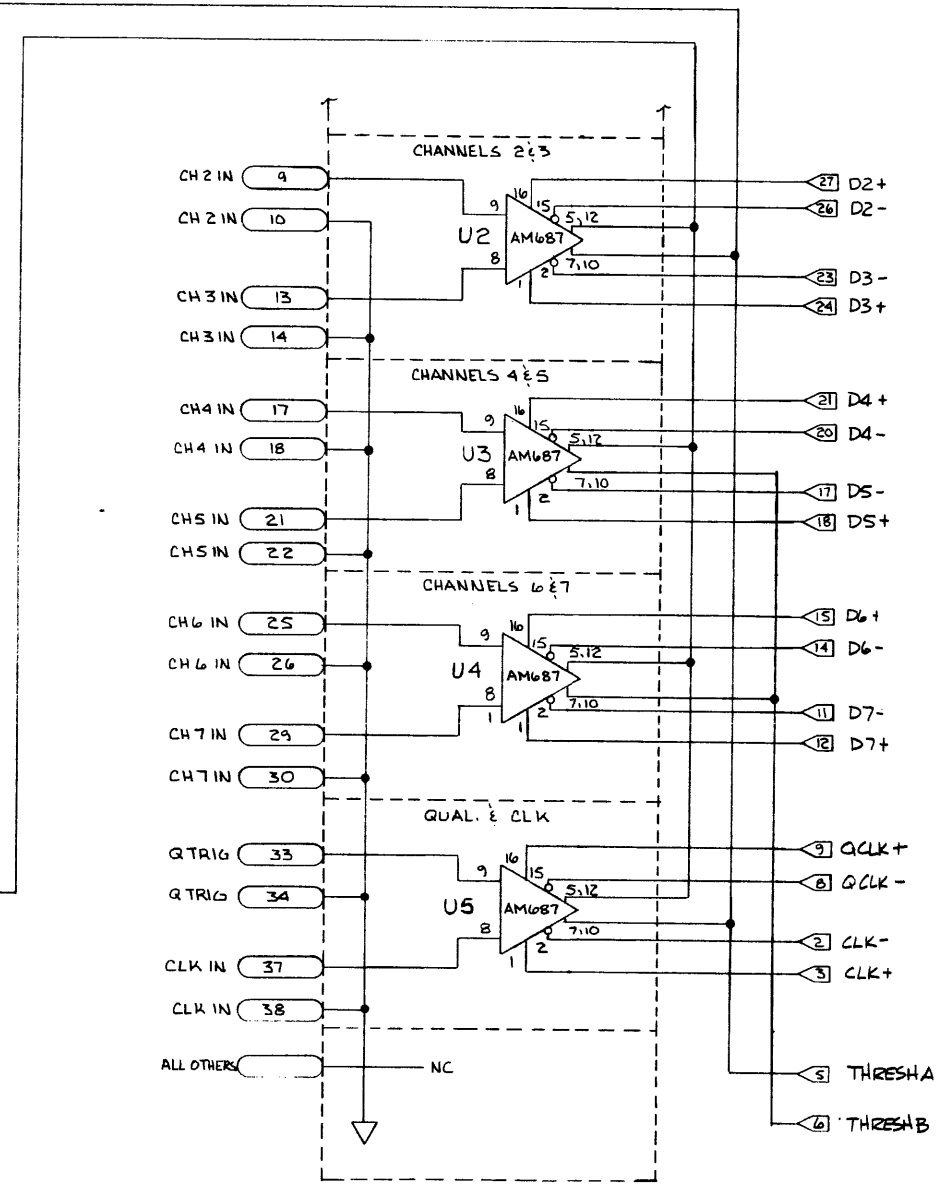 CHANNELS 2 & 3
CH 2 IN 9
CH 2 IN 10
CH 3 IN 13
CH 3 IN 14
9
8
U2
AM687
16
15
5,12
7,10
2
1
27 D2+
26 D2-
23 D3-
24 D3+
CHANNELS 4 & 5
CH4 IN 17
CH4 IN 18
CH5 IN 21
CH5 IN 22
9
8
U3
AM687
16
15
5,12
7,10
2
1
21 D4+
20 D4-
17 D5-
18 D5+
CHANNELS 6 & 7
CH6 IN 25
CH6 IN 26
CH7 IN 29
CH7 IN 30
9
8
1
U4
AM687
16
15
5,12
7,10
2
1
15 D6+
14 D6-
11 D7-
12 D7+
QUAL. & CLK
Q TRIG 33
Q TRIG 34
CLK IN 37
CLK IN 38
9
8
U5
AM687
16
15
5,12
7,10
2
1
9 QCLK+
8 QCLK-
2 CLK-
3 CLK+
ALL OTHERS
NC
5 THRESHA
6 THRESHB